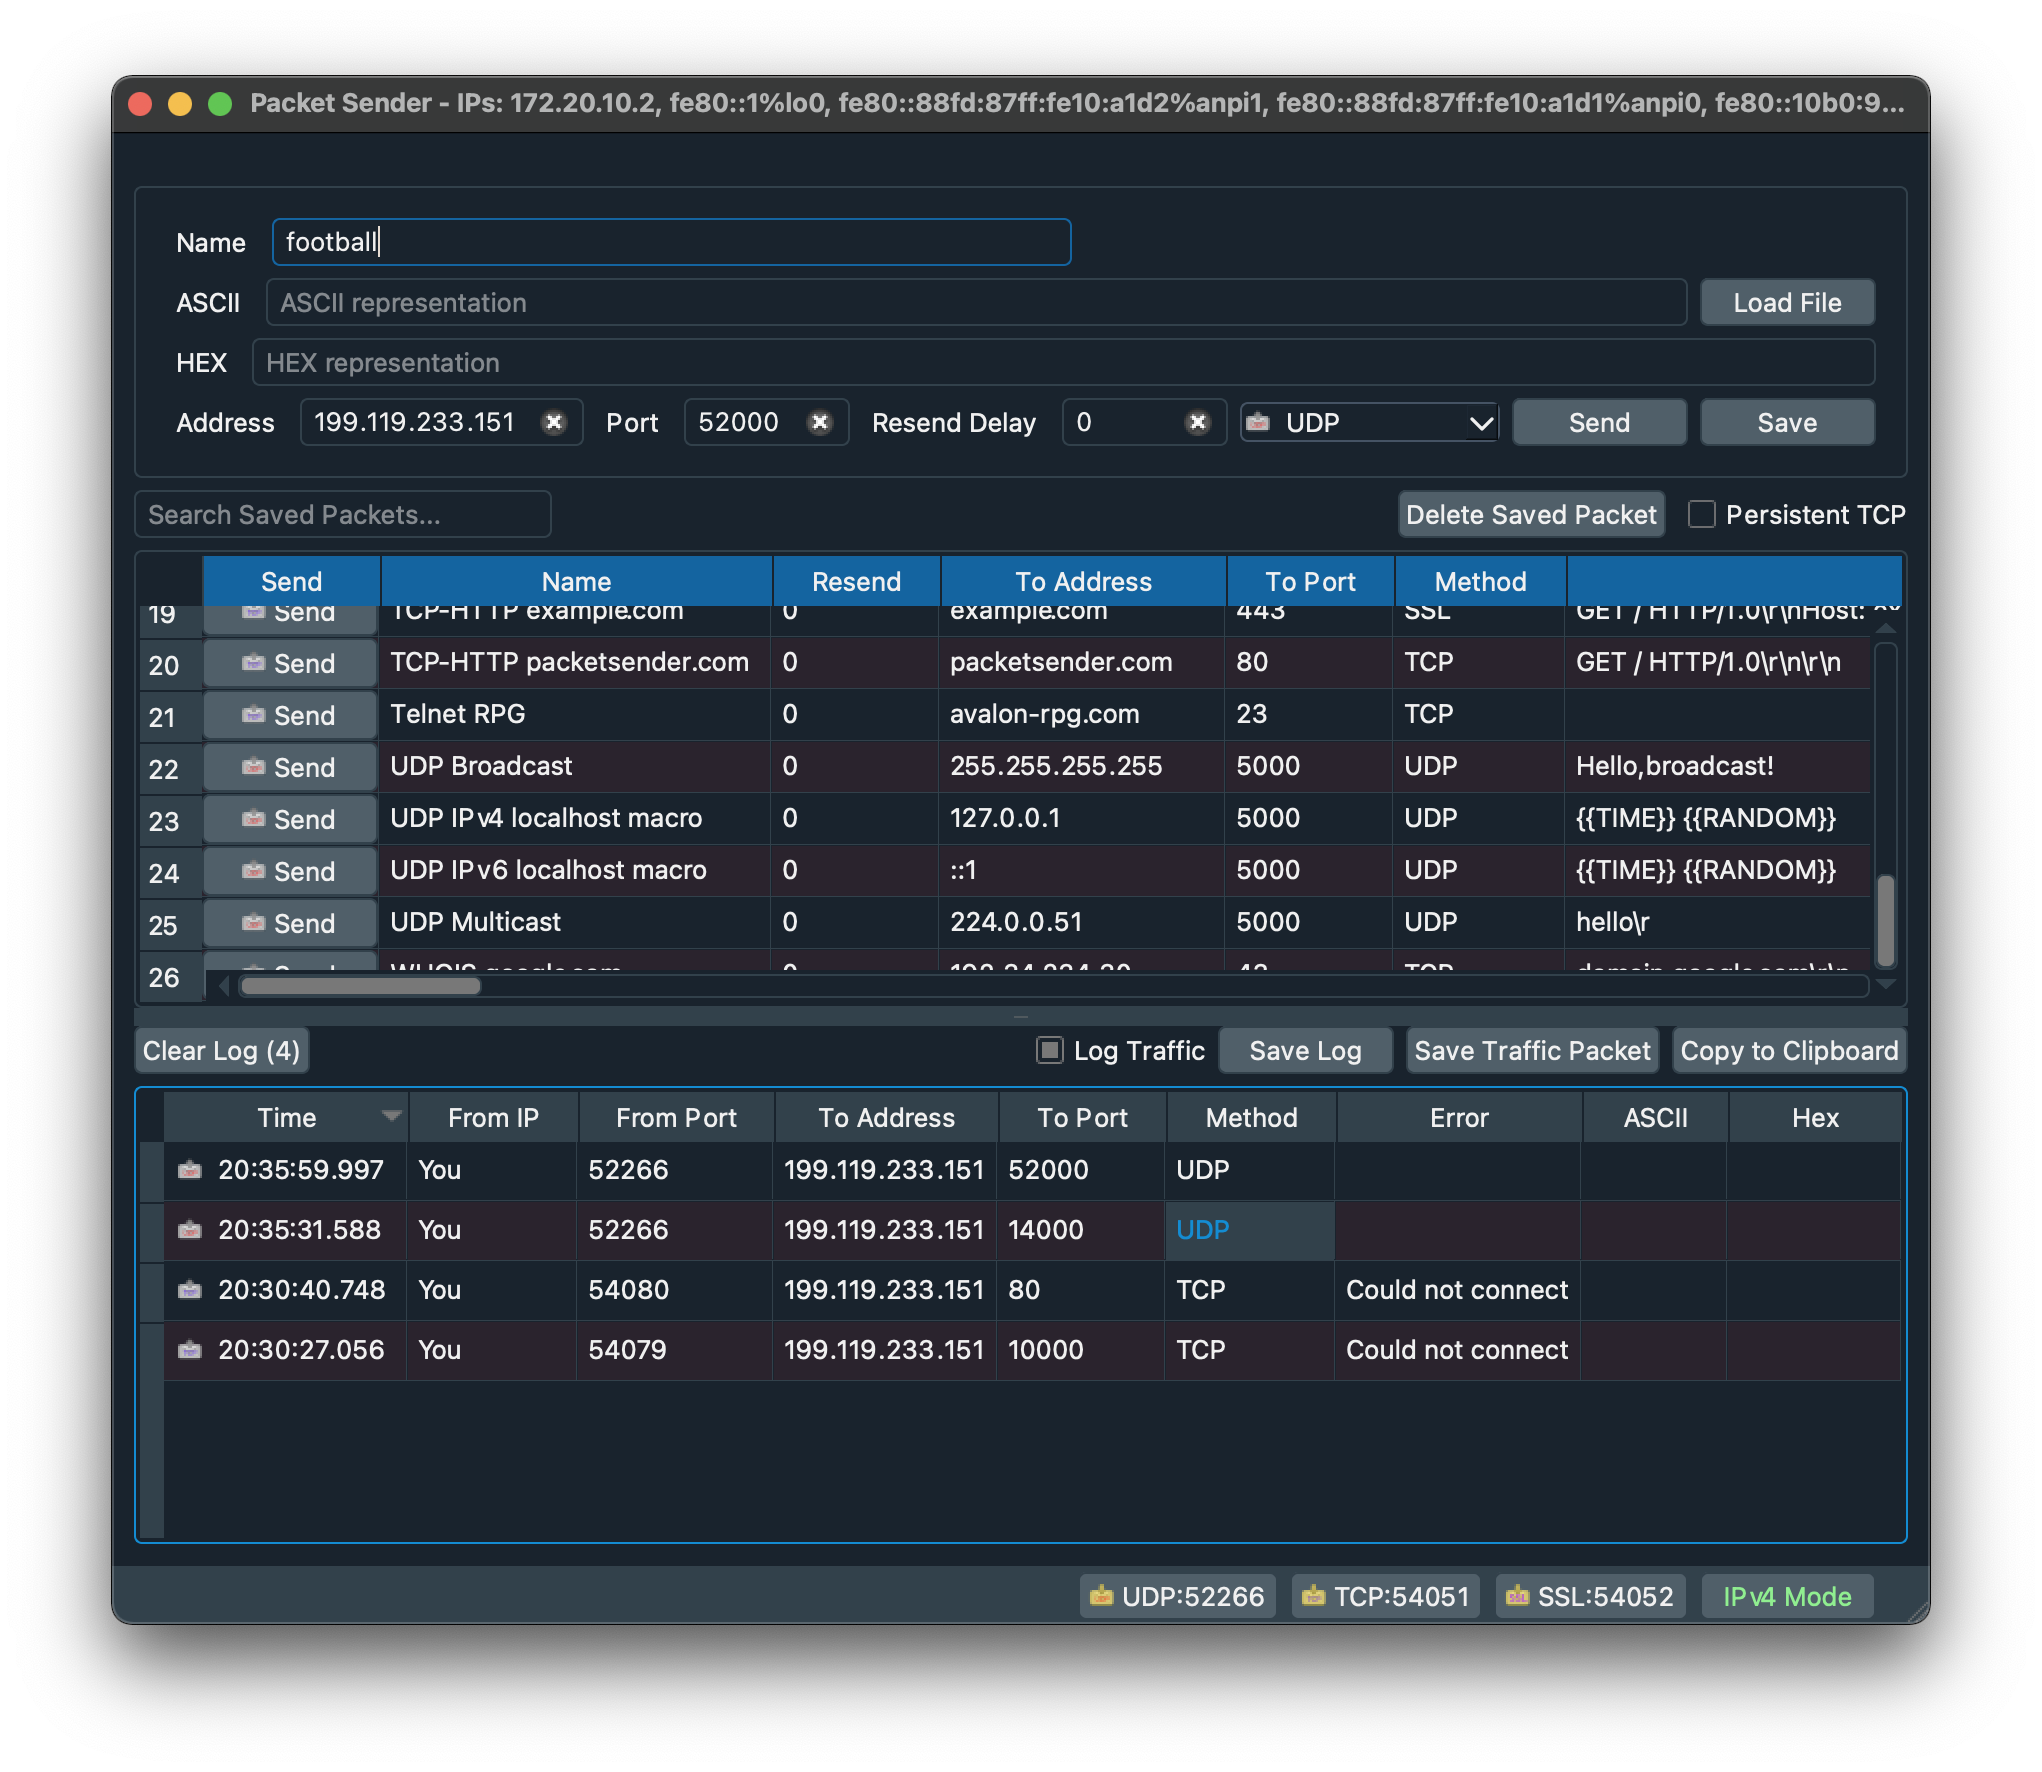 Packet Sender - IPs: 172.20.10.2, fe80::1%lo0, fe80::88fd:87ff:fe10:a1d2%anpi1, fe80::88fd:87ff:fe10:a1d1%anpi0, fe80::10b0:9...
Name football
ASCII ASCII representation Load File
HEX HEX representation
Address 199.119.233.151 Port 52000 Resend Delay 0 UDP Send Save
Search Saved Packets... Delete Saved Packet Persistent TCP
Send Name Resend To Address To Port Method
19 Send TCP-HTTP example.com 0 example.com 443 SSL GET / HTTP/1.0\r\nHost:
20 Send TCP-HTTP packetsender.com 0 packetsender.com 80 TCP GET / HTTP/1.0\r\n\r\n
21 Send Telnet RPG 0 avalon-rpg.com 23 TCP
22 Send UDP Broadcast 0 255.255.255.255 5000 UDP Hello,broadcast!
23 Send UDP IPv4 localhost macro 0 127.0.0.1 5000 UDP {{TIME}} {{RANDOM}}
24 Send UDP IPv6 localhost macro 0 ::1 5000 UDP {{TIME}} {{RANDOM}}
25 Send UDP Multicast 0 224.0.0.51 5000 UDP hello\r
26
Clear Log (4) Log Traffic Save Log Save Traffic Packet Copy to Clipboard
Time From IP From Port To Address To Port Method Error ASCII Hex
20:35:59.997 You 52266 199.119.233.151 52000 UDP
20:35:31.588 You 52266 199.119.233.151 14000 UDP
20:30:40.748 You 54080 199.119.233.151 80 TCP Could not connect
20:30:27.056 You 54079 199.119.233.151 10000 TCP Could not connect
UDP:52266 TCP:54051 SSL:54052 IPv4 Mode